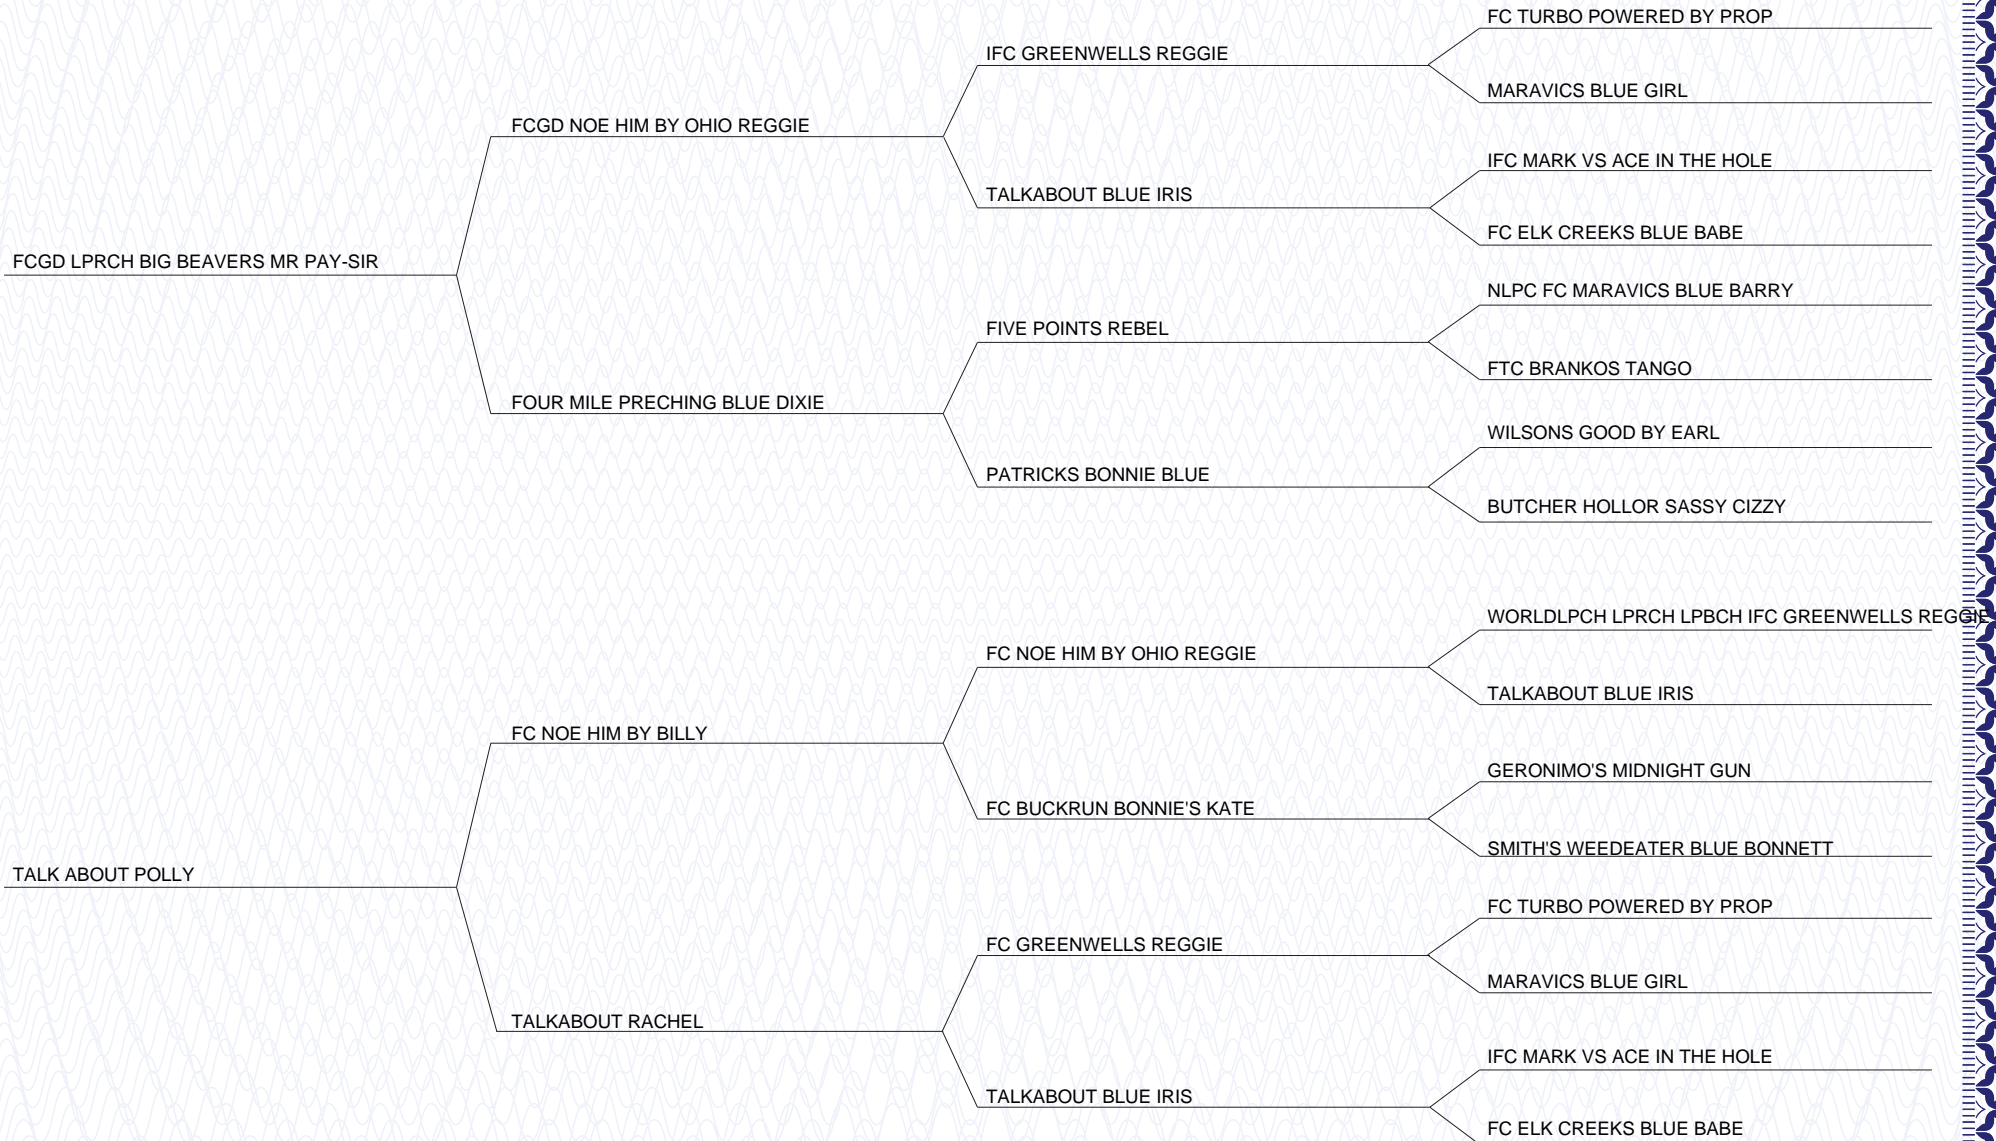 FC TURBO POWERED BY PROP
IFC GREENWELLS REGGIE
MARAVICS BLUE GIRL
FCGD NOE HIM BY OHIO REGGIE
IFC MARK VS ACE IN THE HOLE
TALKABOUT BLUE IRIS
FC ELK CREEKS BLUE BABE
FCGD LPRCH BIG BEAVERS MR PAY-SIR
NLPC FC MARAVICS BLUE BARRY
FIVE POINTS REBEL
FTC BRANKOS TANGO
FOUR MILE PRECHING BLUE DIXIE
WILSONS GOOD BY EARL
PATRICKS BONNIE BLUE
BUTCHER HOLLOR SASSY CIZZY
WORLDLPCH LPRCH LPBCH IFC GREENWELLS REGGIE
FC NOE HIM BY OHIO REGGIE
TALKABOUT BLUE IRIS
FC NOE HIM BY BILLY
GERONIMO'S MIDNIGHT GUN
FC BUCKRUN BONNIE'S KATE
SMITH'S WEEDEATER BLUE BONNETT
TALK ABOUT POLLY
FC TURBO POWERED BY PROP
FC GREENWELLS REGGIE
MARAVICS BLUE GIRL
TALKABOUT RACHEL
IFC MARK VS ACE IN THE HOLE
TALKABOUT BLUE IRIS
FC ELK CREEKS BLUE BABE